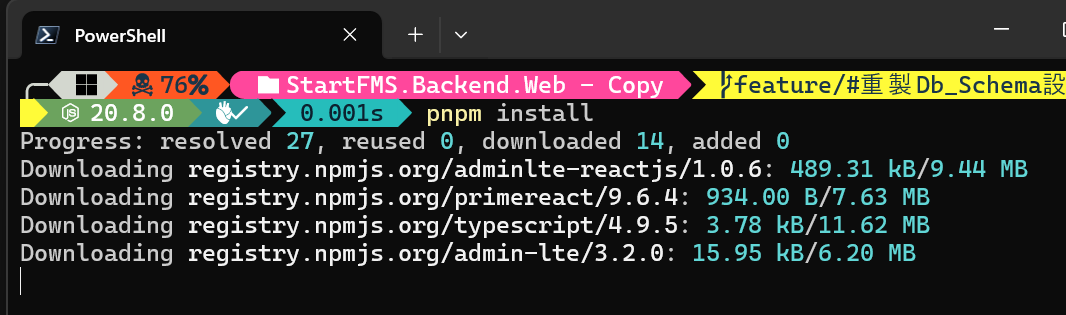 PowerShell
76% StartFMS.Backend.Web - Copy feature/#重製Db_Schema設
20.8.0 0.001s pnpm install
Progress: resolved 27, reused 0, downloaded 14, added 0
Downloading registry.npmjs.org/adminlte-reactjs/1.0.6: 489.31 kB/9.44 MB
Downloading registry.npmjs.org/primereact/9.6.4: 934.00 B/7.63 MB
Downloading registry.npmjs.org/typescript/4.9.5: 3.78 kB/11.62 MB
Downloading registry.npmjs.org/admin-lte/3.2.0: 15.95 kB/6.20 MB